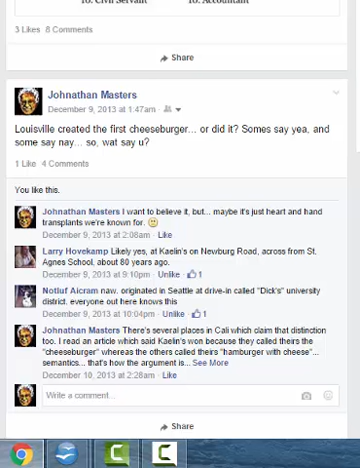 to. Civil Servant to. Accountant
3 Likes 8 Comments
Share
Johnathan Masters
December 9, 2013 at 1:47am ·
Louisville created the first cheeseburger... or did it? Somes say yea, and
some say nay... so, wat say u?
1 Like 4 Comments
You like this.
Johnathan Masters I want to believe it, but... maybe it's just heart and hand
transplants we're known for.
December 9, 2013 at 2:08am · Like
Larry Hovekamp Likely yes, at Kaelin's on Newburg Road, across from St.
Agnes School, about 80 years ago.
December 9, 2013 at 9:10pm · Unlike · 1
Notluf Aicram naw. originated in Seattle at drive-in called "Dick's" university
district. everyone out here knows this
December 9, 2013 at 10:04pm · Unlike · 1
Johnathan Masters There's several places in Cali which claim that distinction
too. I read an article which said Kaelin's won because they called theirs the
"cheeseburger" whereas the others called theirs "hamburger with cheese"...
semantics... that's how the argument is... See More
December 10, 2013 at 2:28am · Like
Write a comment...
Share